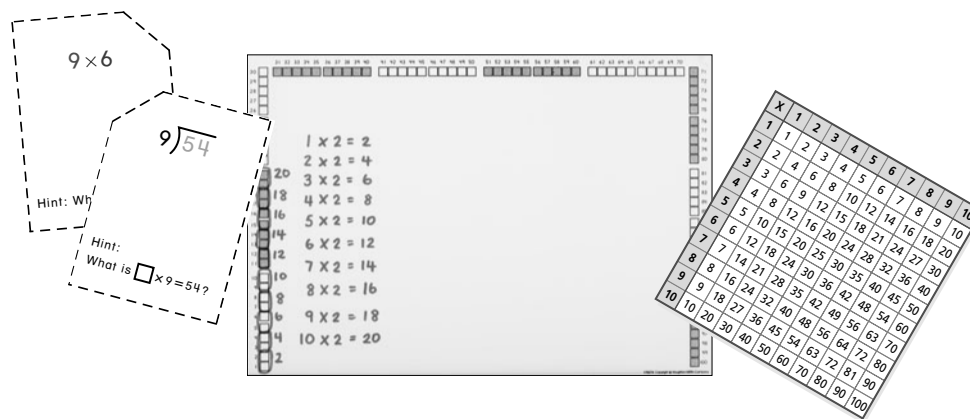 9×6
Hint: Wh
9)54
Hint:
What is □×9=54?
1 x 2 = 2
2 x 2 = 4
3 x 2 = 6
4 x 2 = 8
5 x 2 = 10
6 x 2 = 12
7 x 2 = 14
8 x 2 = 16
9 x 2 = 18
10 x 2 = 20
20
18
16
14
12
10
8
6
4
2
X 1 2 3 4 5 6 7 8 9 10
1 1 2 3 4 5 6 7 8 9 10
2 2 4 6 8 10 12 14 16 18 20
3 3 6 9 12 15 18 21 24 27 30
4 4 8 12 16 20 24 28 32 36 40
5 5 10 15 20 25 30 35 40 45 50
6 6 12 18 24 30 36 42 48 54 60
7 7 14 21 28 35 42 49 56 63 70
8 8 16 24 32 40 48 56 64 72 80
9 9 18 27 36 45 54 63 72 81 90
10 10 20 30 40 50 60 70 80 90 100